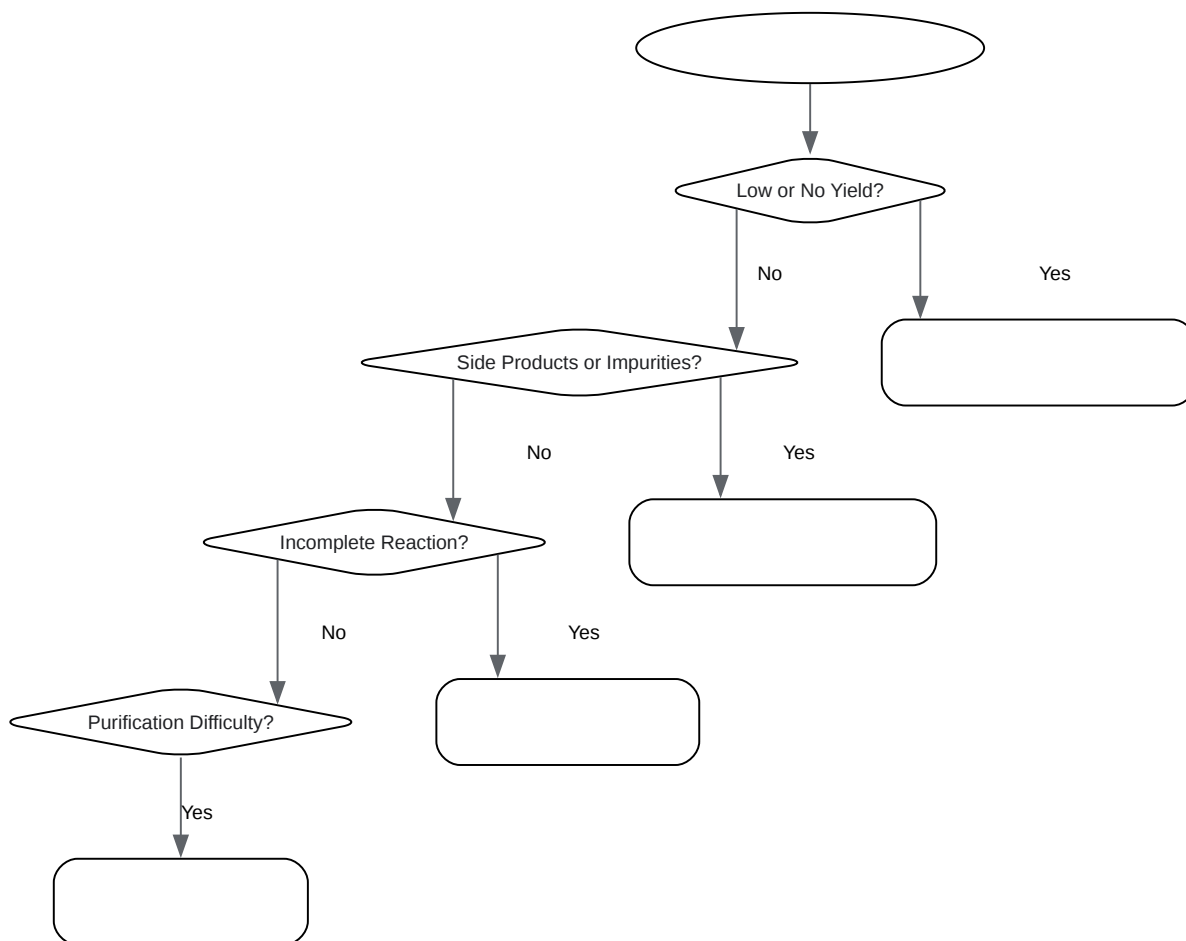 Low or No Yield?
No
Yes
Side Products or Impurities?
No
Yes
Incomplete Reaction?
No
Yes
Purification Difficulty?
Yes